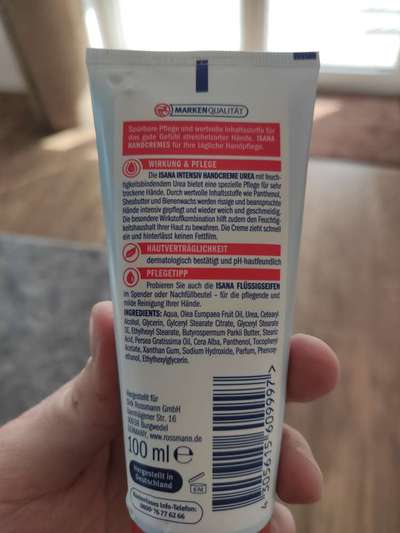 MARKENQUALITÄT
Spürbare Pflege und wertvolle Inhaltsstoffe für
das gute Gefühl streichelzarter Hände. ISANA
HANDCREMES für Ihre tägliche Handpflege.
WIRKUNG & PFLEGE
Die ISANA INTENSIV HANDCREME UREA mit feuch-
tigkeitsbindendem Urea bietet eine spezielle Pflege für sehr
trockene Hände. Durch wertvolle Inhaltsstoffe wie Panthenol,
Sheabutter und Bienenwachs werden rissige und beanspruchte
Hände intensiv gepflegt und wieder weich und geschmeidig.
Die besondere Wirkstoffkombination hilft zudem den Feuchtig-
keitshaushalt Ihrer Haut zu bewahren. Die Creme zieht schnell
ein und hinterlässt keinen Fettfilm.
HAUTVERTRÄGLICHKEIT
dermatologisch bestätigt und pH-hautfreundlich
PFLEGETIPP
Probieren Sie auch die ISANA FLÜSSIGSEIFEN
im Spender oder Nachfüllbeutel – für die pflegende und
milde Reinigung Ihrer Hände.
INGREDIENTS: Aqua, Olea Europaea Fruit Oil, Urea, Cetearyl
Alcohol, Glycerin, Glyceryl Stearate Citrate, Glyceryl Stearate
SE, Ethylhexyl Stearate, Butyrospermum Parkii Butter, Stearic
Acid, Persea Gratissima Oil, Cera Alba, Panthenol, Tocopheryl
Acetate, Xanthan Gum, Sodium Hydroxide, Parfum, Phenoxy-
ethanol, Ethylhexylglycerin.
Hergestellt für
Dirk Rossmann GmbH
Isernhägener Str. 16
30938 Burgwedel
GERMANY, www.rossmann.de
100 ml e
Hergestellt in
Deutschland
Kostenloses Info-Telefon:
0800-76 77 62 66
4 305615 609997 >